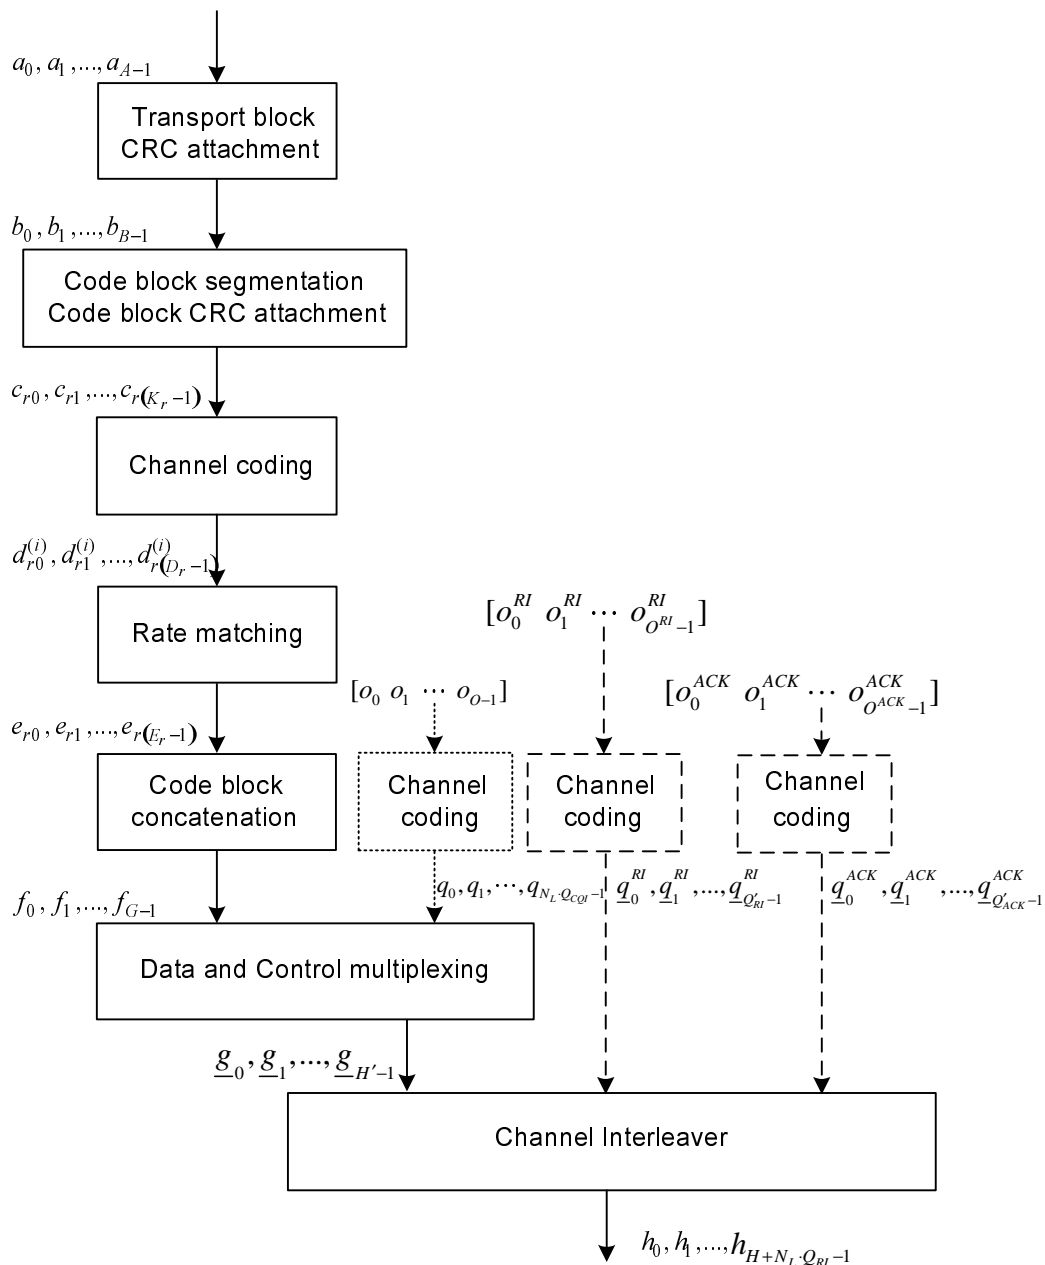 a_0, a_1,..., a_{A-1}
Transport block
CRC attachment
b_0, b_1,..., b_{B-1}
Code block segmentation
Code block CRC attachment
c_{r0}, c_{r1},..., c_{r(K_r-1)}
Channel coding
d_{r0}^{(i)}, d_{r1}^{(i)},..., d_{r(D_r-1)}^{(i)}
Rate matching
[o_0^{RI} o_1^{RI} ⋯ o_{O^{RI}-1}^{RI}]
[o_0 o_1 ⋯ o_{O-1}]
[o_0^{ACK} o_1^{ACK} ⋯ o_{O^{ACK}-1}^{ACK}]
e_{r0}, e_{r1},..., e_{r(E_r-1)}
Code block
concatenation
Channel
coding
Channel
coding
Channel
coding
f_0, f_1,..., f_{G-1}
q_0, q_1,⋯, q_{N_L·Q_{CQI}-1}
q_0^{RI}, q_1^{RI},..., q_{Q'_{RI}-1}^{RI}
q_0^{ACK}, q_1^{ACK},..., q_{Q'_{ACK}-1}^{ACK}
Data and Control multiplexing
g_0, g_1,..., g_{H'-1}
Channel Interleaver
h_0, h_1,..., h_{H+N_L·Q_{RI}-1}